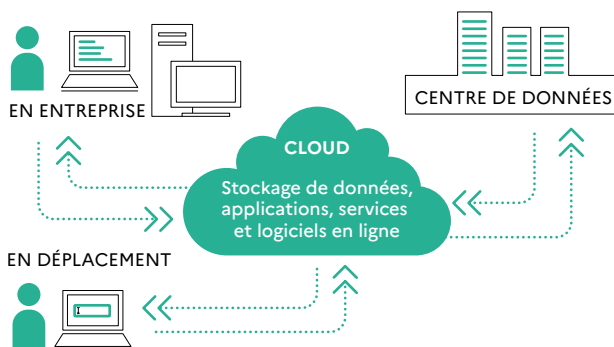 EN ENTREPRISE
CENTRE DE DONNÉES
CLOUD
Stockage de données,
applications, services
et logiciels en ligne
EN DÉPLACEMENT